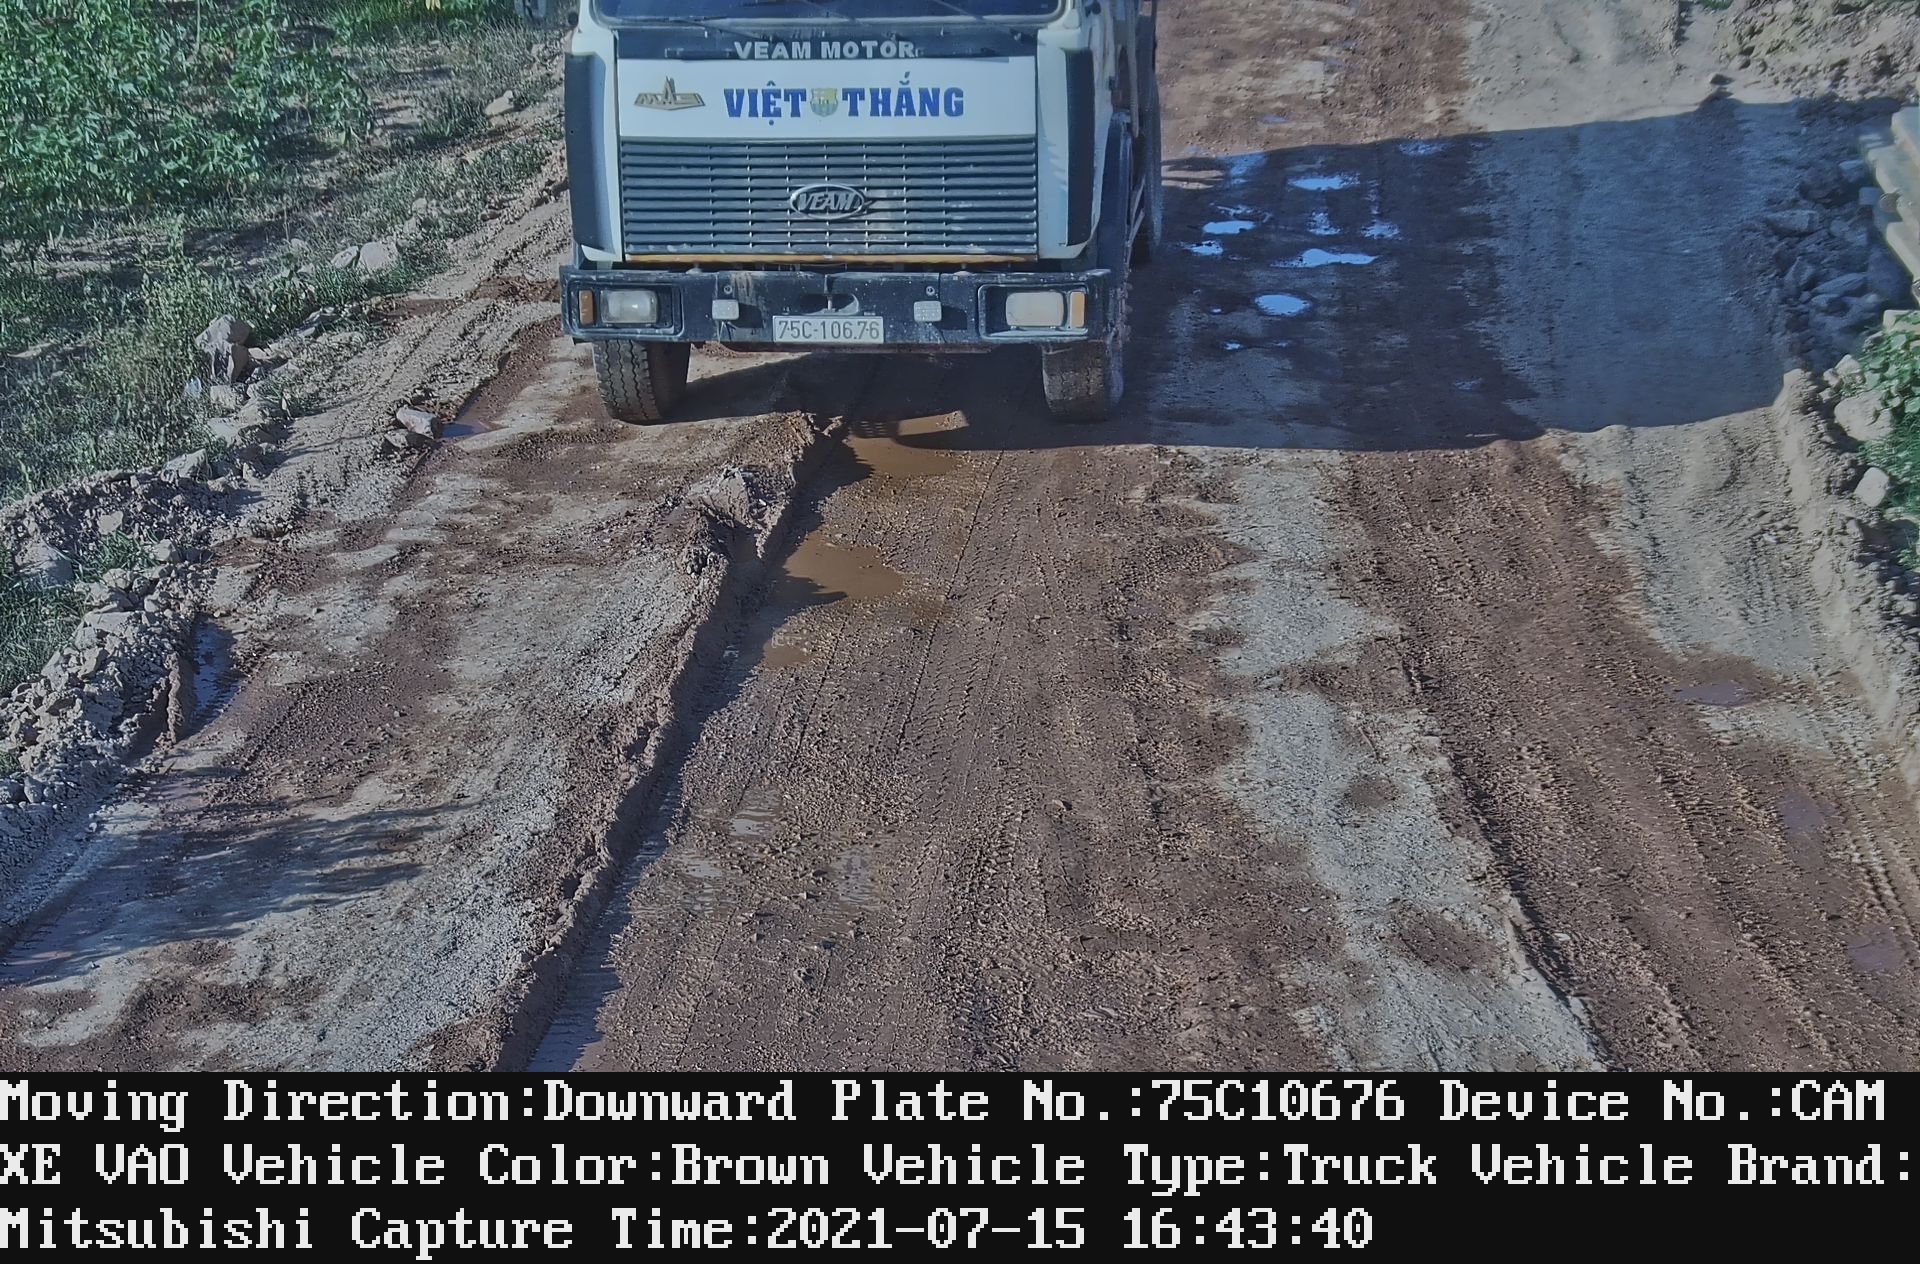 VEAM MOTOR
VIỆT THẮNG
VEAM
75C-106.76
Moving Direction:Downward Plate No.:75C10676 Device No.:CAM
XE VAO Vehicle Color:Brown Vehicle Type:Truck Vehicle Brand:
Mitsubishi Capture Time:2021-07-15 16:43:40